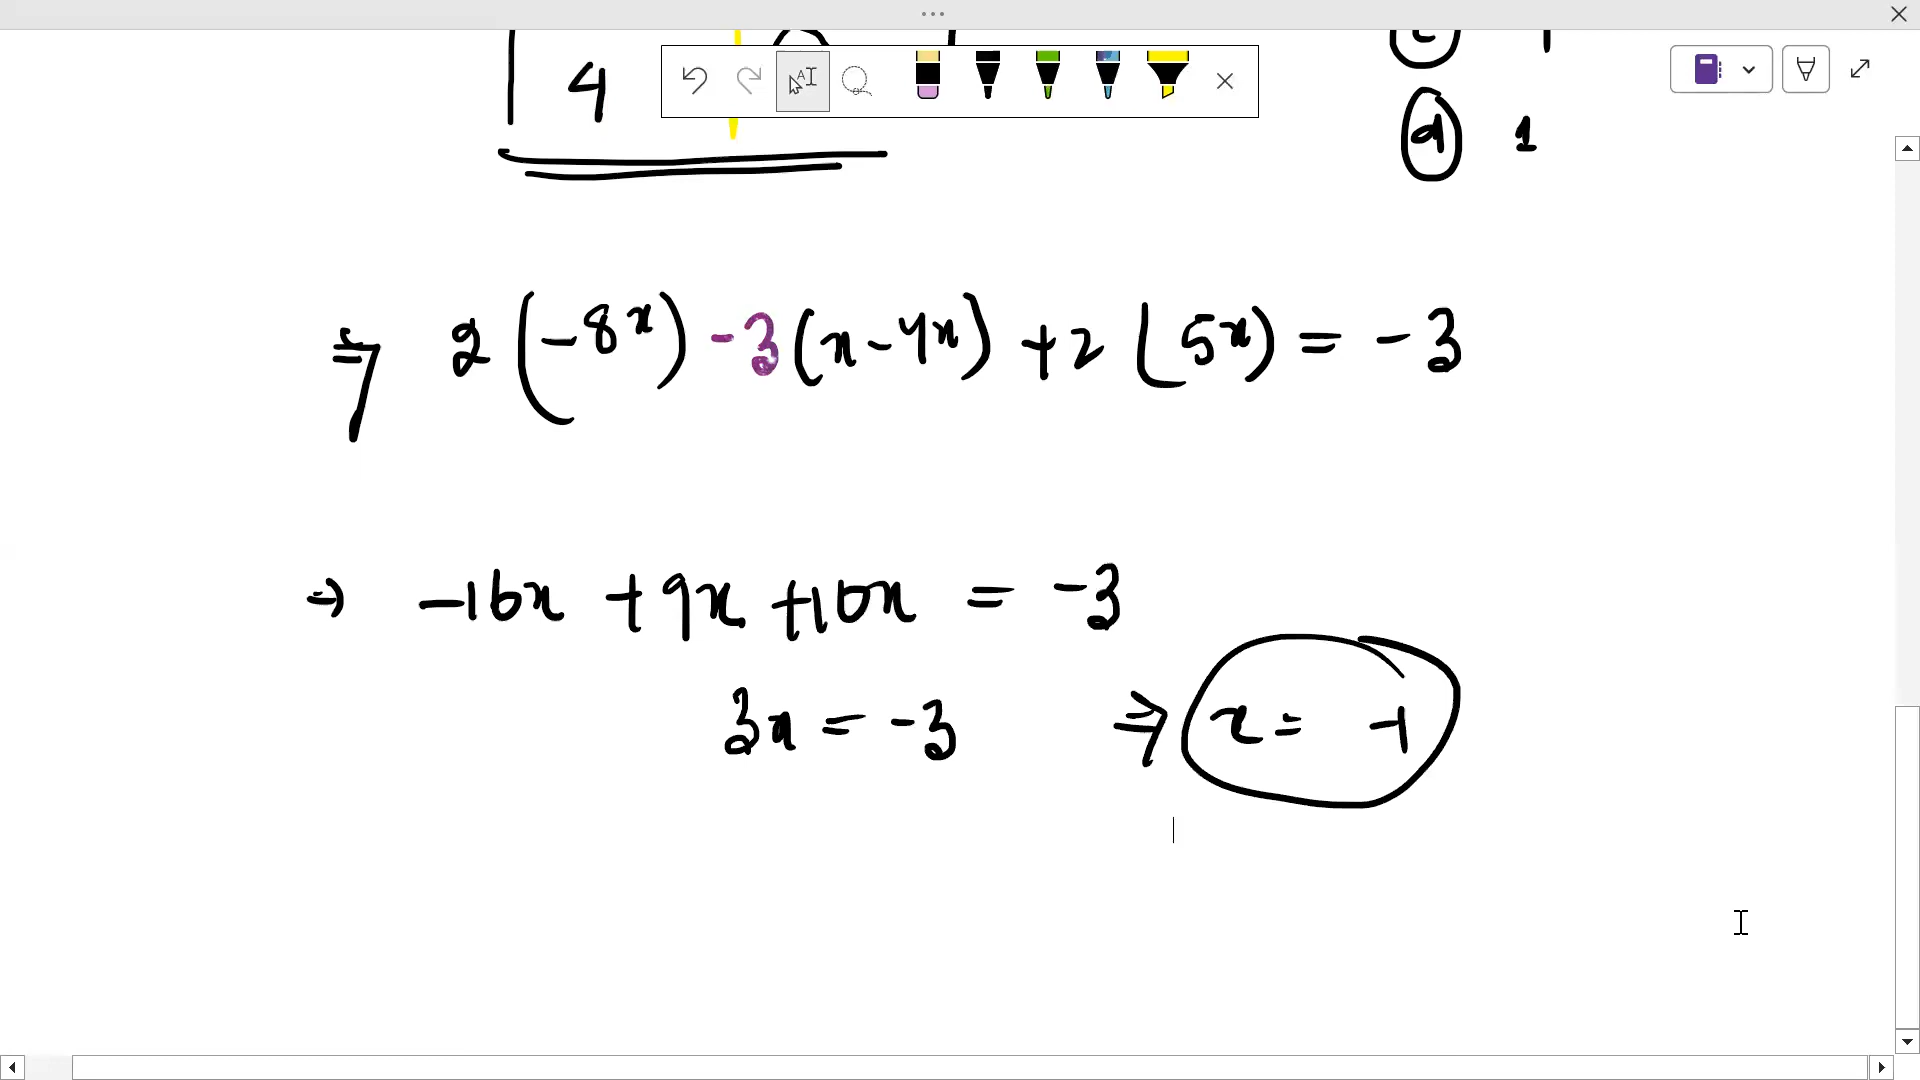 4
ⓓ 1
⇒ 2(-8x) -3(x-4x) +2(5x) = -3
⇒ -16x +9x +10x = -3
3x = -3 ⇒ x = -1